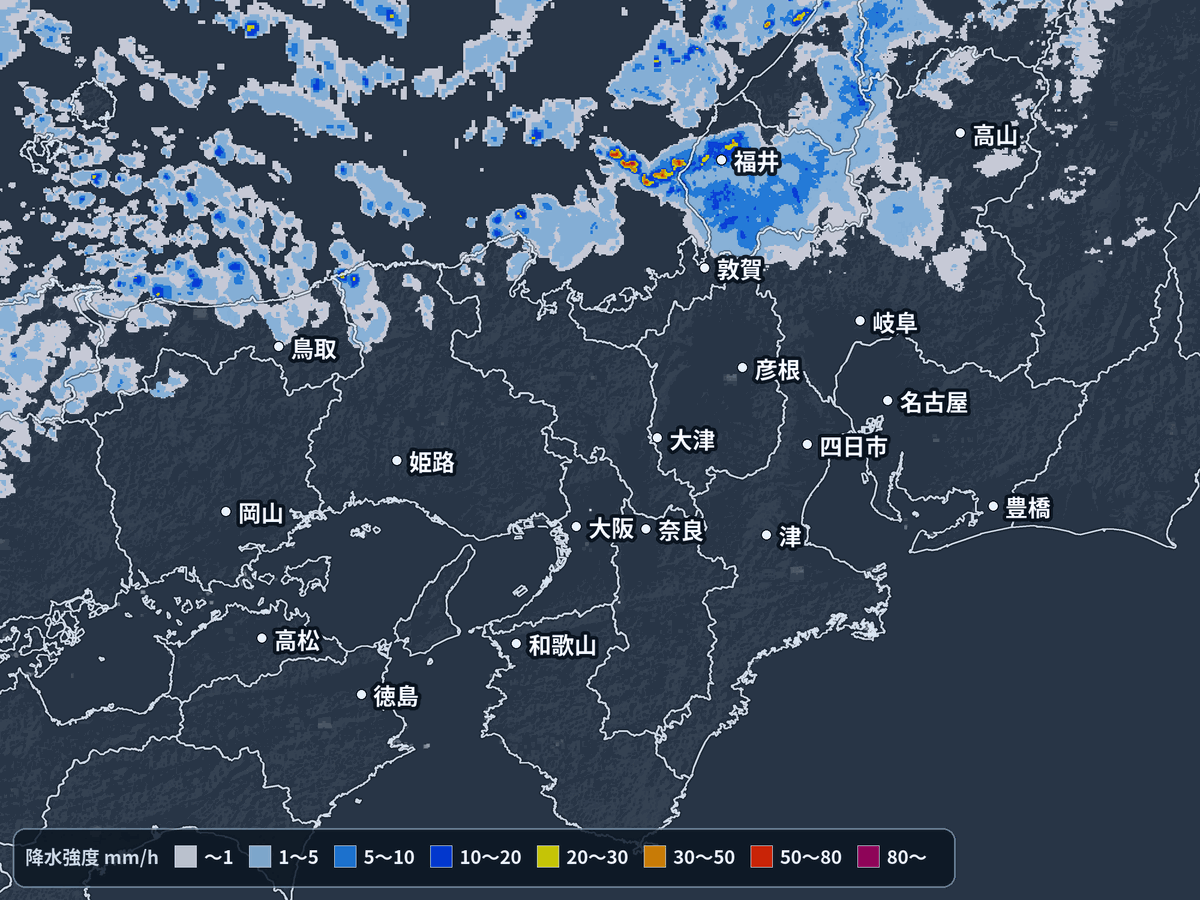 高山
福井
敦賀
岐阜
鳥取
彦根
名古屋
大津
四日市
姫路
岡山
豊橋
大阪
奈良
津
高松
和歌山
徳島
降水強度 mm/h ～1 1～5 5～10 10～20 20～30 30～50 50～80 80～